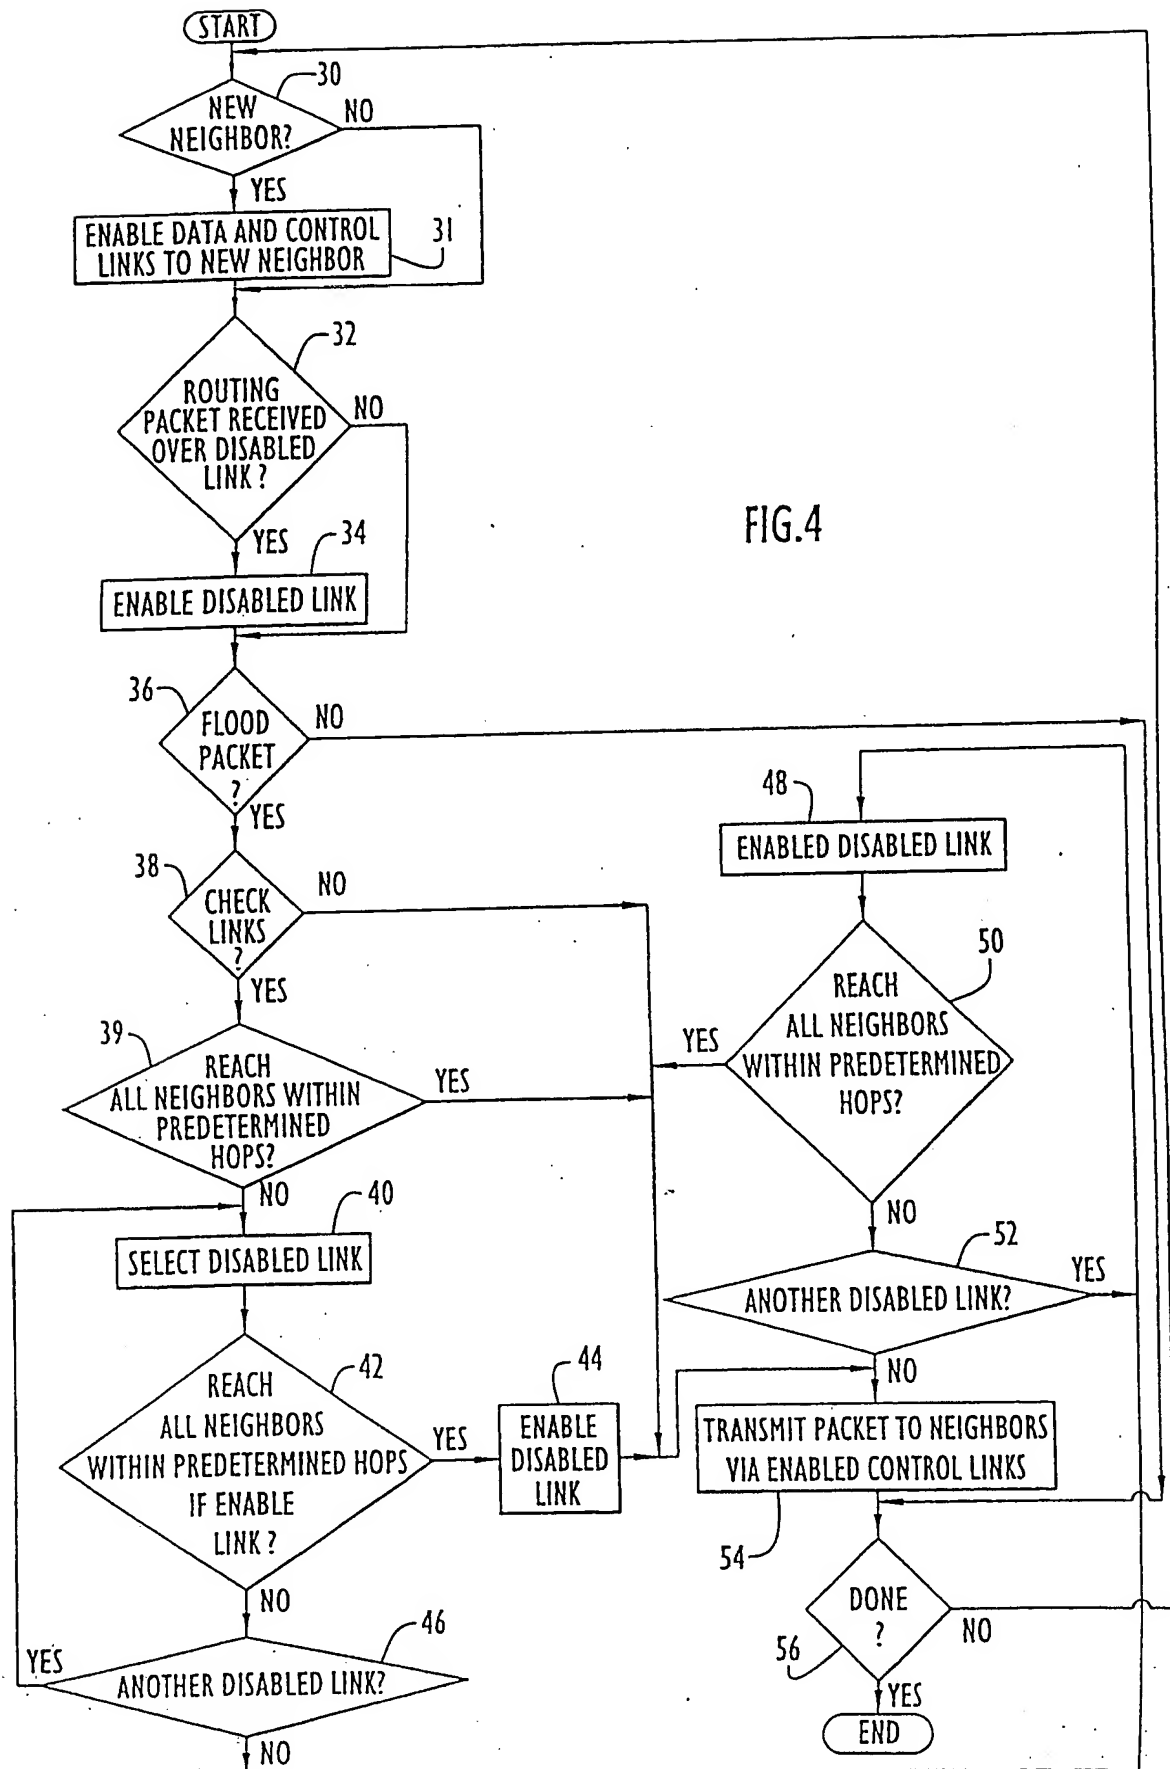 START
30
NEW
NEIGHBOR?
NO
YES
ENABLE DATA AND CONTROL
LINKS TO NEW NEIGHBOR
31
32
ROUTING
PACKET RECEIVED
OVER DISABLED
LINK ?
NO
YES
34
ENABLE DISABLED LINK
FIG.4
36
FLOOD
PACKET
?
NO
YES
38
CHECK
LINKS
?
NO
YES
39
REACH
ALL NEIGHBORS WITHIN
PREDETERMINED
HOPS?
YES
NO
40
SELECT DISABLED LINK
42
REACH
ALL NEIGHBORS
WITHIN PREDETERMINED HOPS
IF ENABLE
LINK ?
YES
NO
44
ENABLE
DISABLED
LINK
46
ANOTHER DISABLED LINK?
YES
NO
48
ENABLED DISABLED LINK
50
REACH
ALL NEIGHBORS
WITHIN PREDETERMINED
HOPS?
YES
NO
52
ANOTHER DISABLED LINK?
YES
NO
TRANSMIT PACKET TO NEIGHBORS
VIA ENABLED CONTROL LINKS
54
DONE
?
56
NO
YES
END